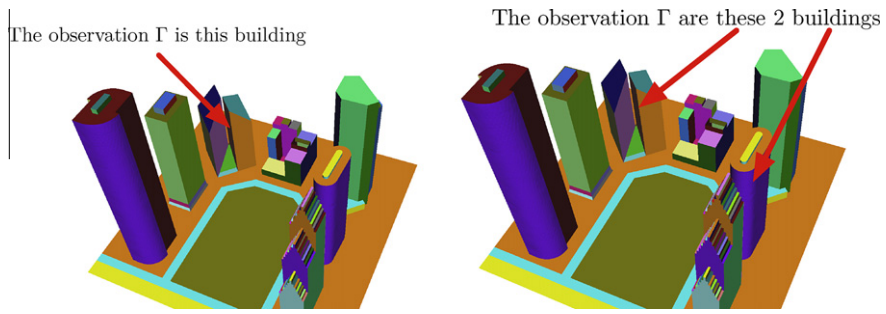 The observation Γ is this building
The observation Γ are these 2 buildings